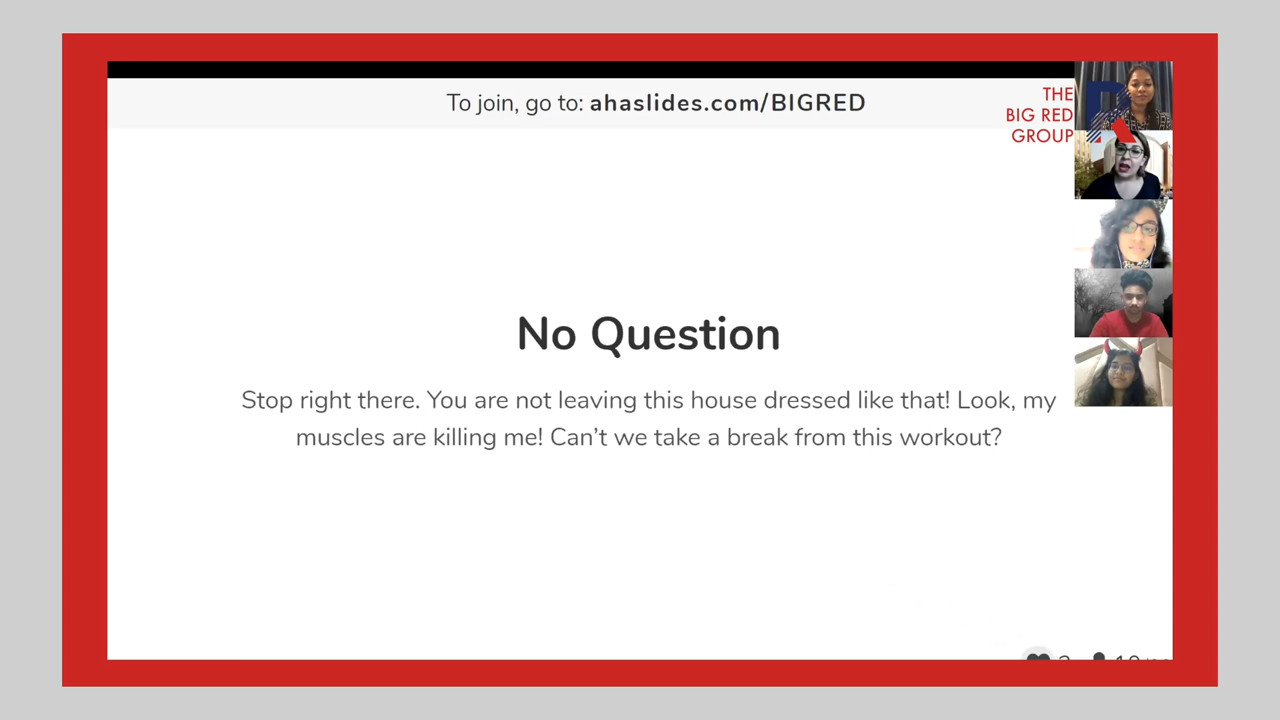 To join, go to: ahaslides.com/BIGRED
THE
BIG RED
GROUP
No Question
Stop right there. You are not leaving this house dressed like that! Look, my
muscles are killing me! Can't we take a break from this workout?